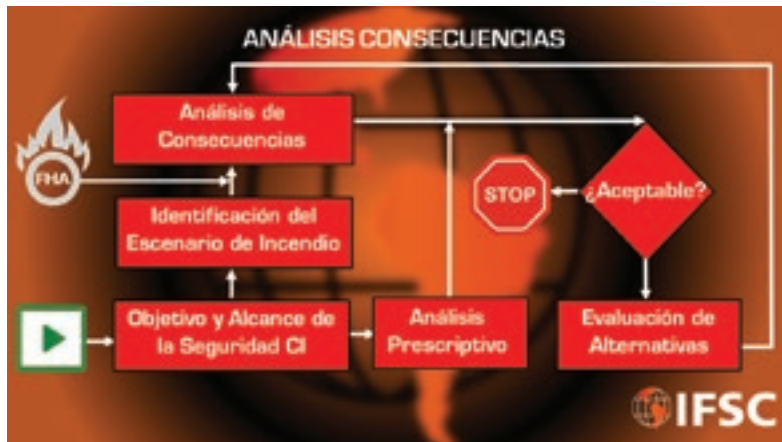 ANÁLISIS CONSECUENCIAS
Análisis de
Consecuencias
FHA
STOP
¿Aceptable?
Identificación del
Escenario de Incendio
Objetivo y Alcance de
la Seguridad CI
Análisis
Prescriptivo
Evaluación de
Alternativas
IFSC